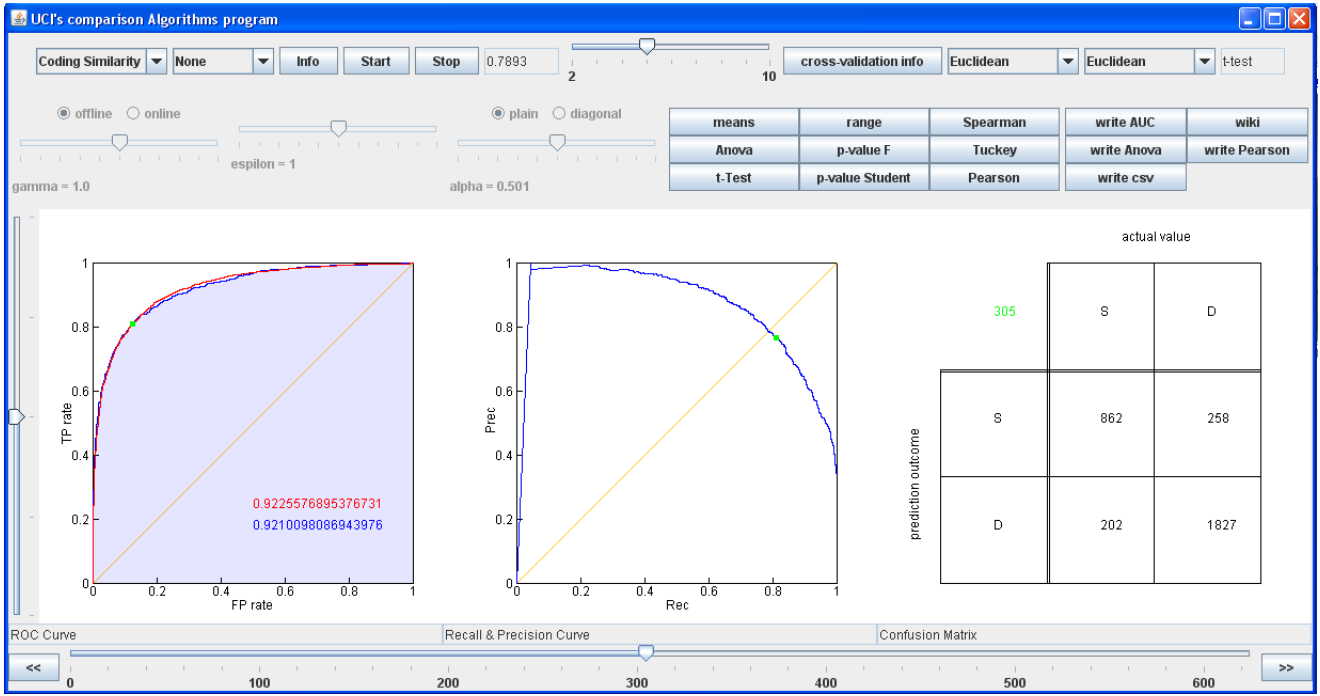 UCI's comparison Algorithms program
Coding Similarity None Info Start Stop 0.7893 2 10 cross-validation info Euclidean Euclidean t-test
offline online
espilon = 1
gamma = 1.0
plain diagonal
alpha = 0.501
means range Spearman write AUC wiki
Anova p-value F Tuckey write Anova write Pearson
t-Test p-value Student Pearson write csv
1
0.8
0.6
0.4
0.2
0
TP rate
0.9225576895376731
0.9210098086943976
0 0.2 0.4 0.6 0.8 1
FP rate
1
0.8
0.6
0.4
0.2
0
Prec
0 0.2 0.4 0.6 0.8 1
Rec
actual value
305 S D
prediction outcome
S 862 258
D 202 1827
ROC Curve Recall & Precision Curve Confusion Matrix
<< 0 100 200 300 400 500 600 >>